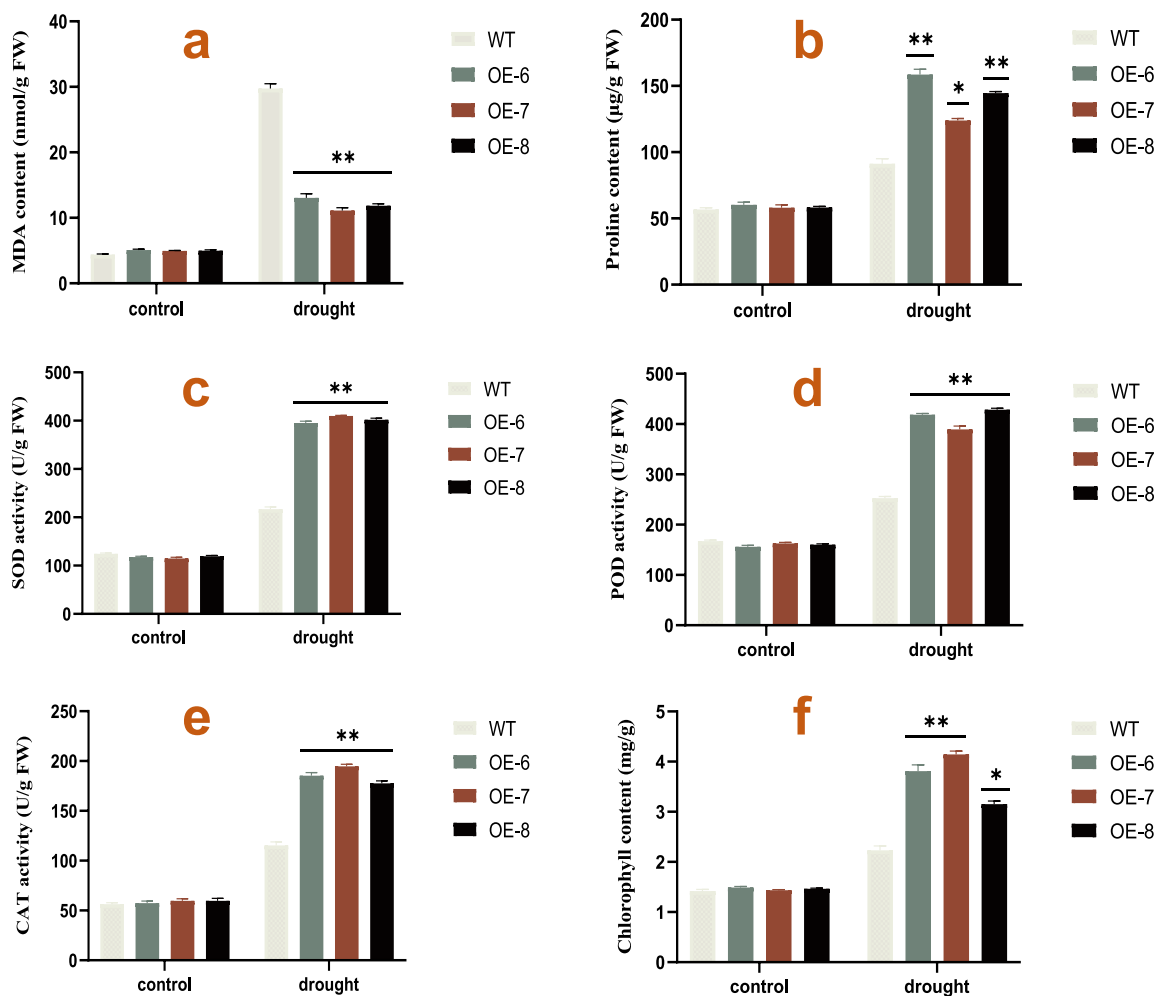 a
MDA content (nmol/g FW)
40
30
20
10
0
**
control
drought
WT
OE-6
OE-7
OE-8
b
Proline content (μg/g FW)
200
150
100
50
0
**
*
**
control
drought
WT
OE-6
OE-7
OE-8
c
SOD activity (U/g FW)
500
400
300
200
100
0
**
control
drought
WT
OE-6
OE-7
OE-8
d
POD activity (U/g FW)
500
400
300
200
100
0
**
control
drought
WT
OE-6
OE-7
OE-8
e
CAT activity (U/g FW)
250
200
150
100
50
0
**
control
drought
WT
OE-6
OE-7
OE-8
f
Chlorophyll content (mg/g)
5
4
3
2
1
0
**
*
control
drought
WT
OE-6
OE-7
OE-8